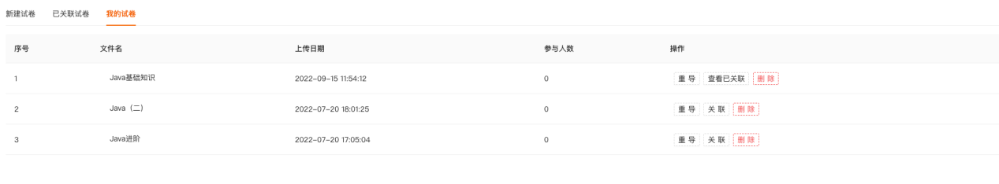 新建试卷 已关联试卷 我的试卷
序号 文件名 上传日期 参与人数 操作
1 Java基础知识 2022-09-15 11:54:12 0 重 导 查看已关联 删 除
2 Java（二） 2022-07-20 18:01:25 0 重 导 关 联 删 除
3 Java进阶 2022-07-20 17:05:04 0 重 导 关 联 删 除